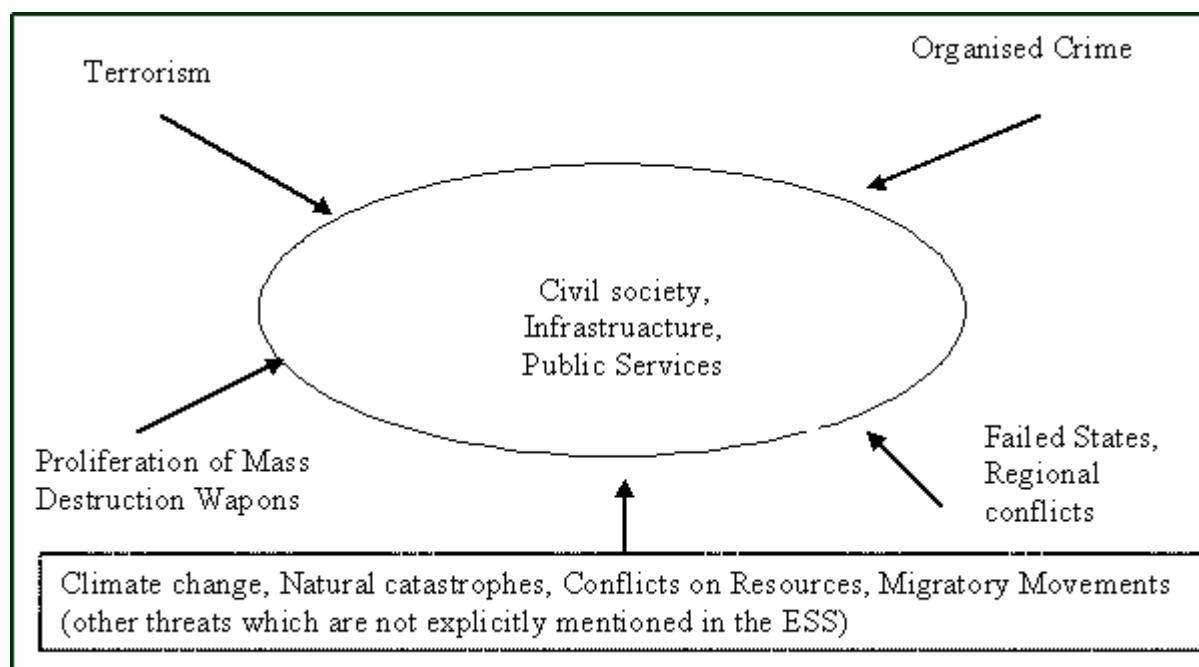 Terrorism
Organised Crime
Civil society,
Infrastruacture,
Public Services
Proliferation of Mass
Destruction Wapons
Failed States,
Regional
conflicts
Climate change, Natural catastrophes, Conflicts on Resources, Migratory Movements
(other threats which are not explicitly mentioned in the ESS)